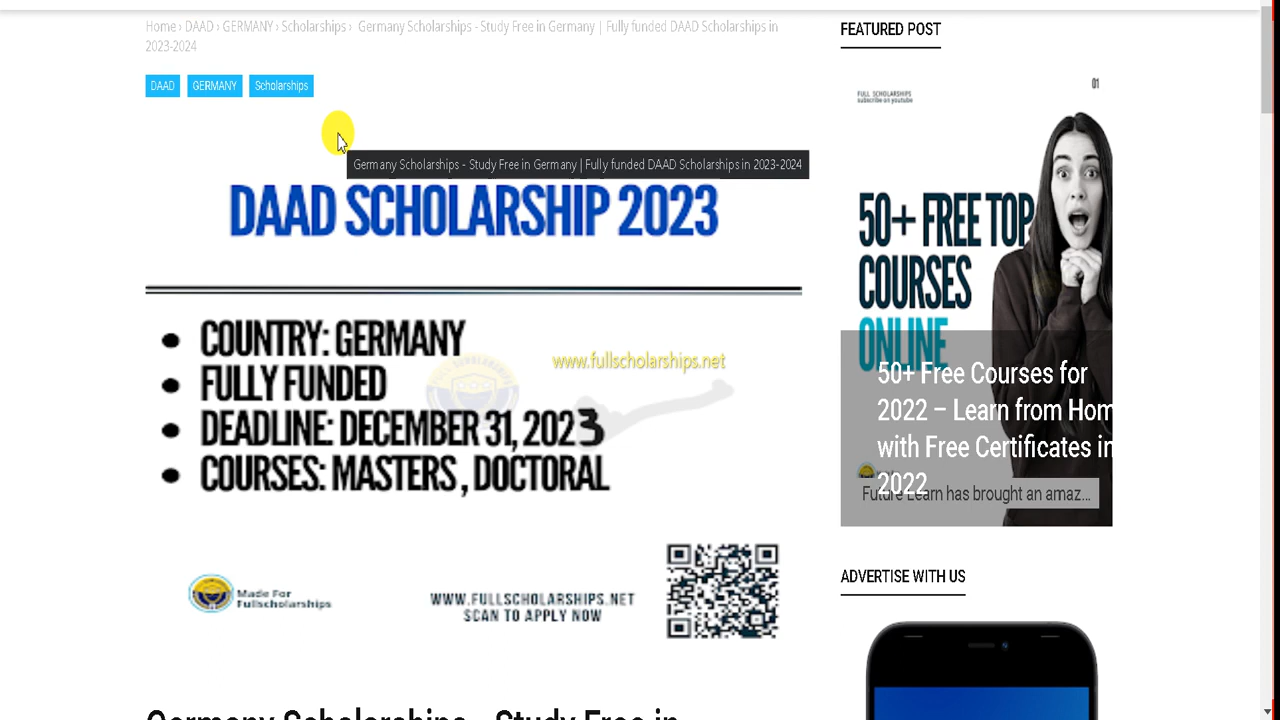 Home › DAAD › GERMANY › Scholarships › Germany Scholarships - Study Free in Germany | Fully funded DAAD Scholarships in
2023-2024
DAAD GERMANY Scholarships
Germany Scholarships - Study Free in Germany | Fully funded DAAD Scholarships in 2023-2024
DAAD SCHOLARSHIP 2023
COUNTRY: GERMANY
www.fullscholarships.net
FULLY FUNDED
DEADLINE: DECEMBER 31, 2023
COURSES: MASTERS , DOCTORAL
Made For
Fullscholarships
WWW.FULLSCHOLARSHIPS.NET
SCAN TO APPLY NOW
Germany Scholarships - Study Free in
FEATURED POST
01
FULL SCHOLARSHIPS
subscribe on youtube
50+ FREE TOP
COURSES
ONLINE
50+ Free Courses for
2022 – Learn from Hom
with Free Certificates in
2022
Future Learn has brought an amaz...
ADVERTISE WITH US